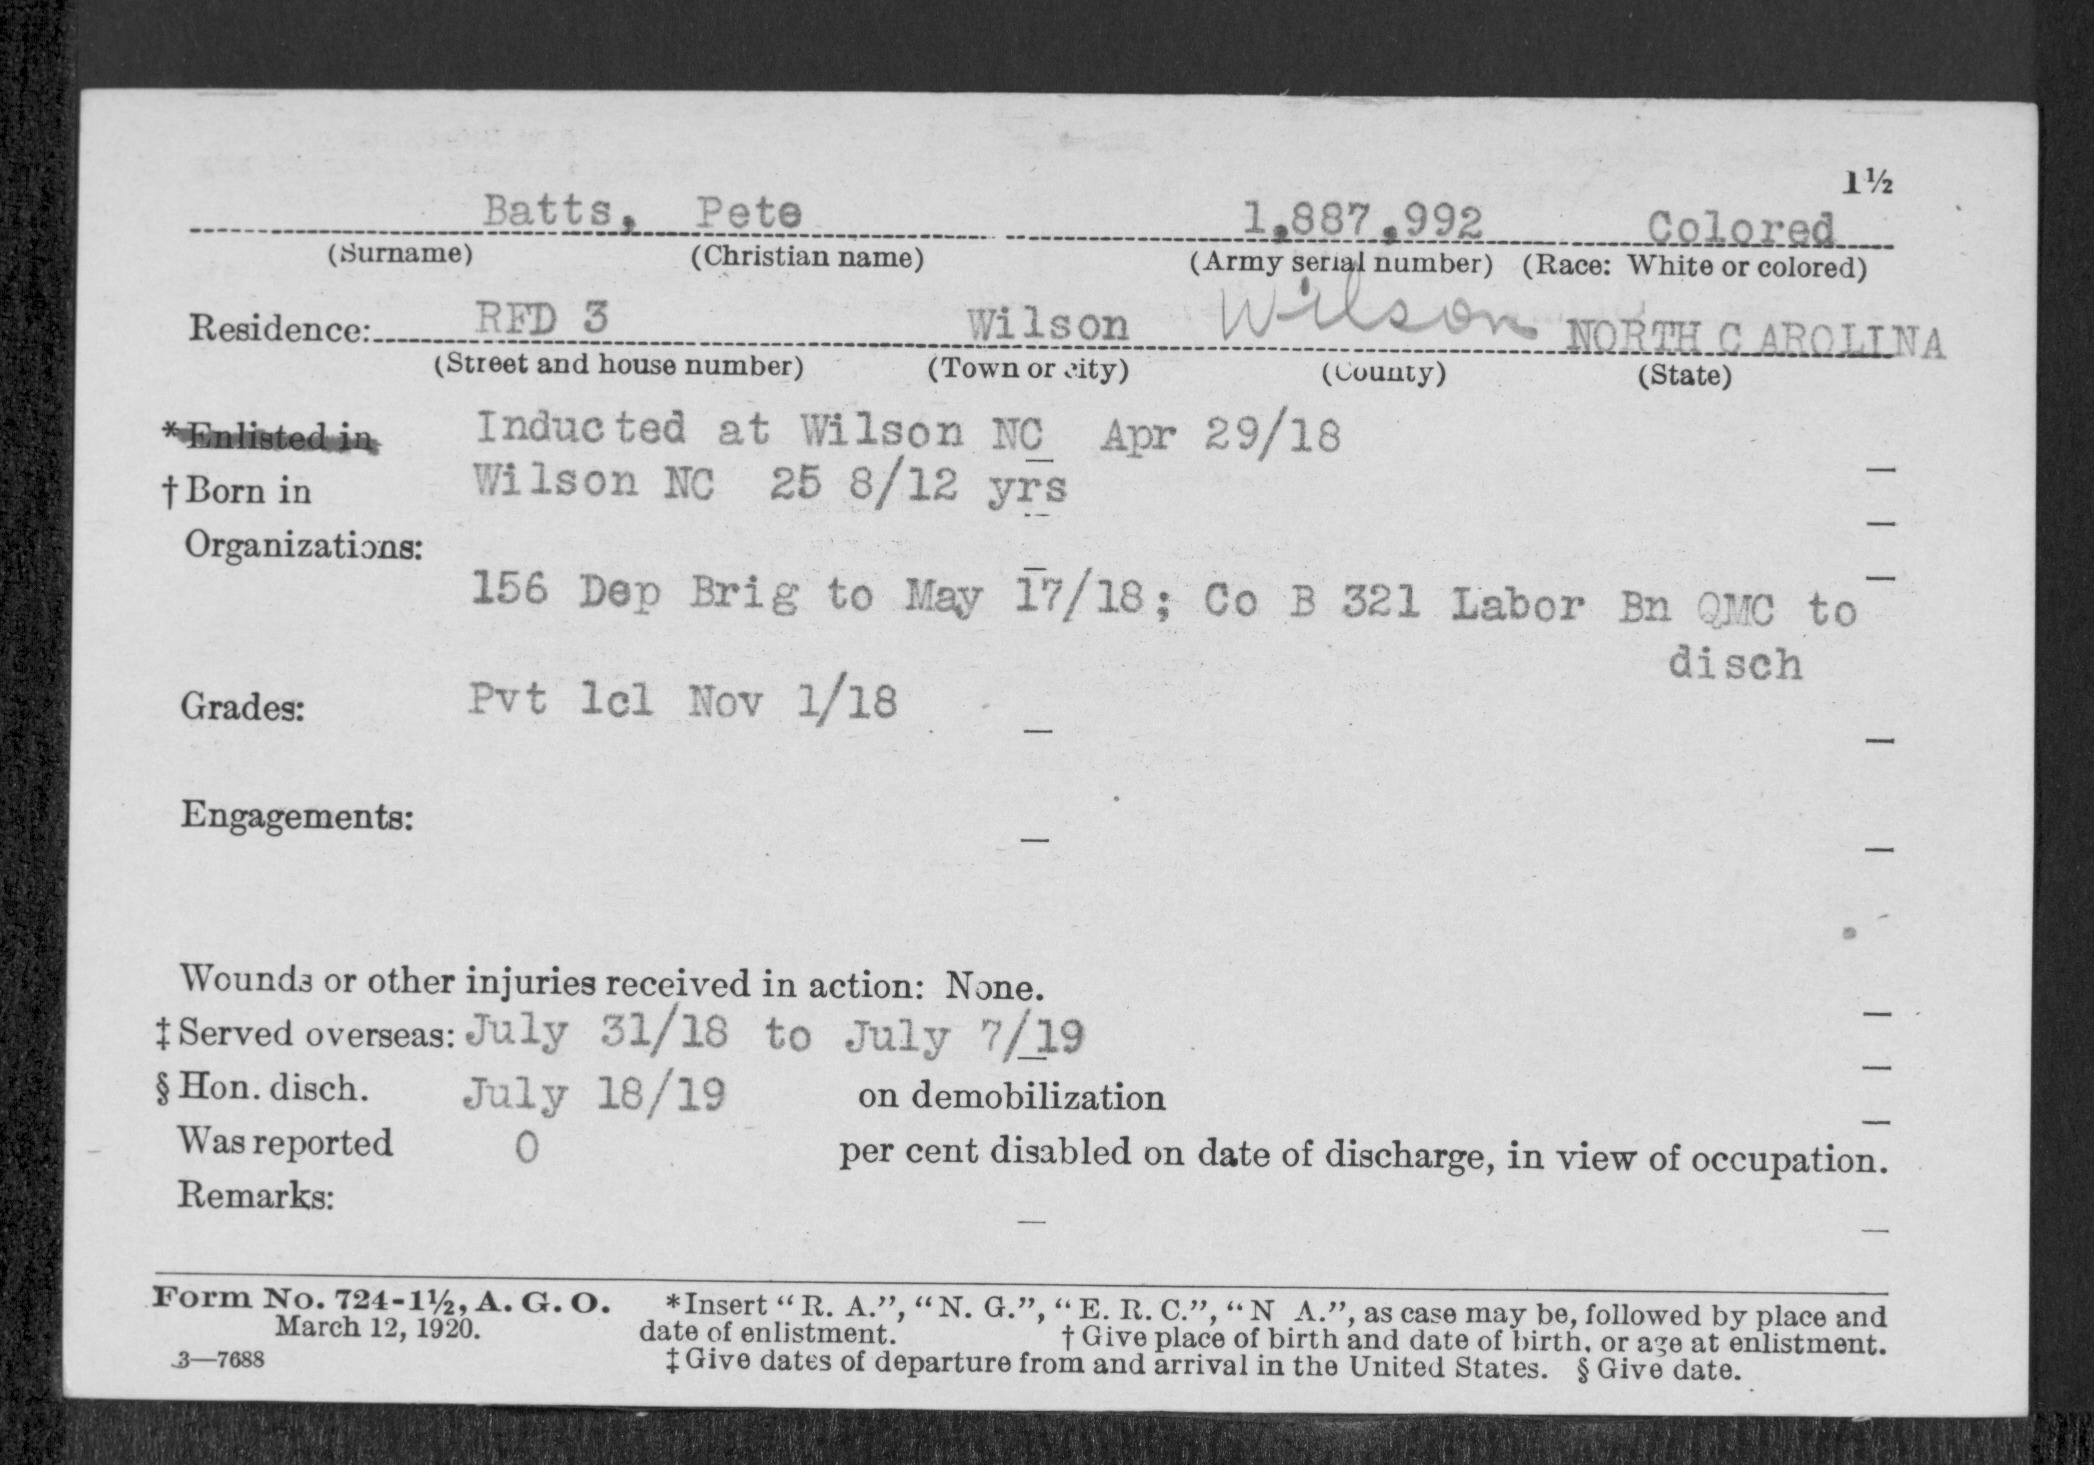 1½
Batts, Pete 1,887,992 Colored
(Surname) (Christian name) (Army serial number) (Race: White or colored)
Residence: RFD 3 Wilson Wilson NORTH CAROLINA
(Street and house number) (Town or city) (County) (State)
*Enlisted in Inducted at Wilson NC Apr 29/18
†Born in Wilson NC 25 8/12 yrs
Organizations:
156 Dep Brig to May 17/18; Co B 321 Labor Bn QMC to
disch
Grades: Pvt 1cl Nov 1/18
Engagements:
Wounds or other injuries received in action: None.
‡Served overseas: July 31/18 to July 7/19
§Hon. disch. July 18/19 on demobilization
Was reported 0 per cent disabled on date of discharge, in view of occupation.
Remarks:
Form No. 724-1½, A. G. O. *Insert “R. A.”, “N. G.”, “E. R. C.”, “N A.”, as case may be, followed by place and
March 12, 1920. date of enlistment. †Give place of birth and date of birth, or age at enlistment.
3—7688 ‡Give dates of departure from and arrival in the United States. §Give date.